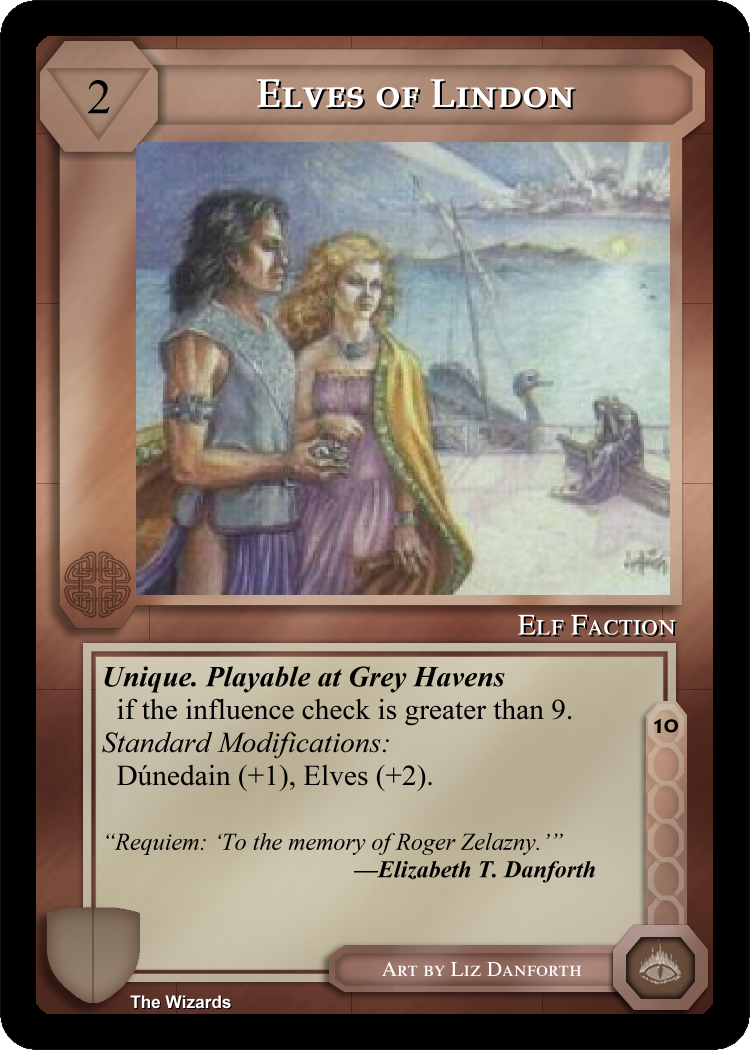 2
Elves of Lindon
Elf Faction
Unique. Playable at Grey Havens
if the influence check is greater than 9.
Standard Modifications:
Dúnedain (+1), Elves (+2).
10
“Requiem: ‘To the memory of Roger Zelazny.’”
—Elizabeth T. Danforth
Art by Liz Danforth
The Wizards